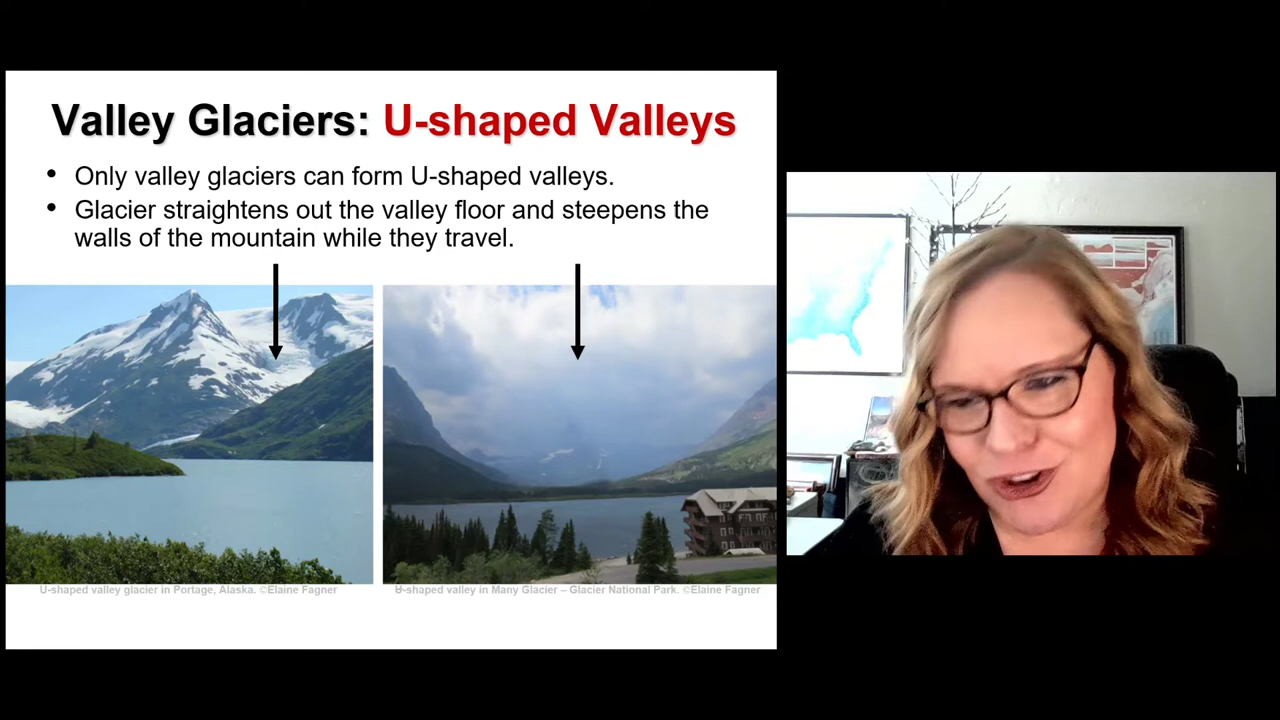 Valley Glaciers: U-shaped Valleys
• Only valley glaciers can form U-shaped valleys.
• Glacier straightens out the valley floor and steepens the
walls of the mountain while they travel.
U-shaped valley glacier in Portage, Alaska. ©Elaine Fagner
U-shaped valley in Many Glacier – Glacier National Park. ©Elaine Fagner